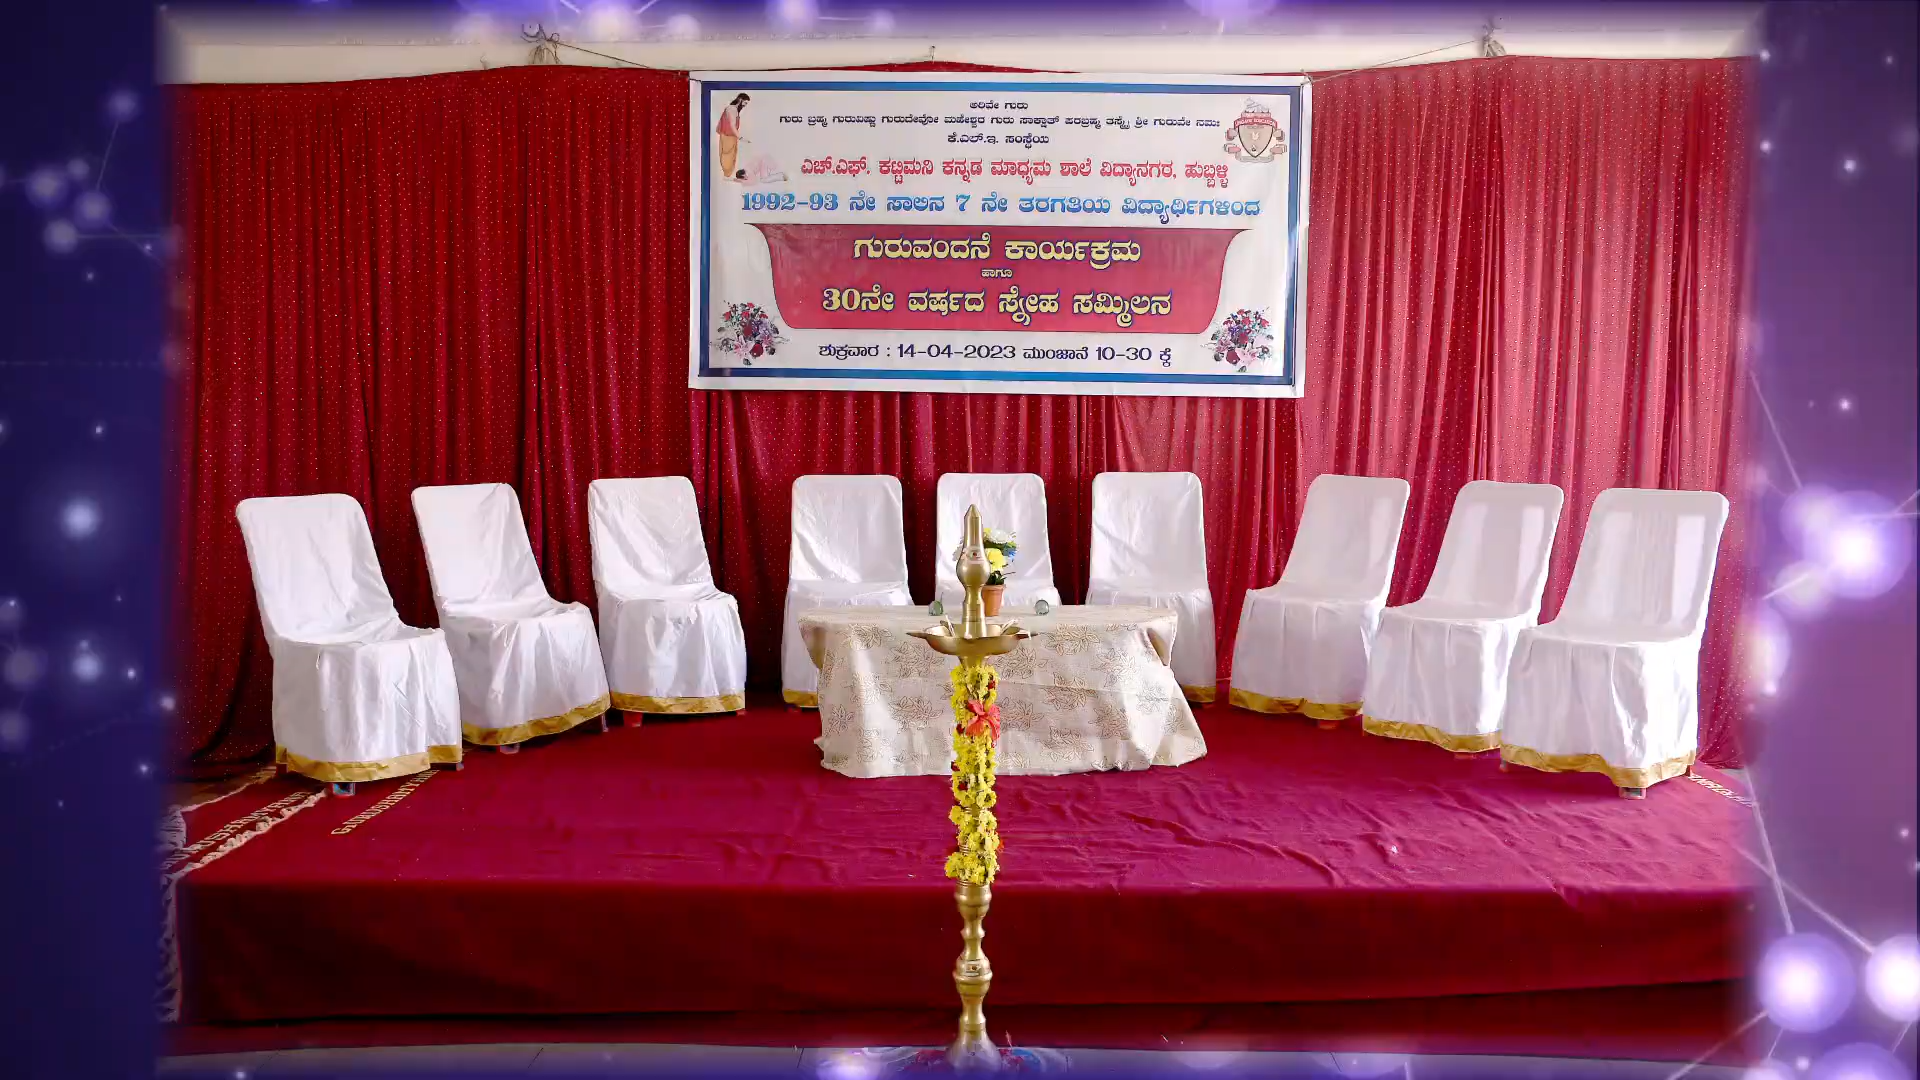 ಅರಿವೇ ಗುರು
ಗುರು ಬ್ರಹ್ಮ ಗುರುವಿಷ್ಣು ಗುರುದೇವೋ ಮಹೇಶ್ವರ ಗುರು ಸಾಕ್ಷಾತ್ ಪರಬ್ರಹ್ಮ ತಸ್ಮೈ ಶ್ರೀ ಗುರುವೇ ನಮಃ
ಕೆ.ಎಲ್.ಇ. ಸಂಸ್ಥೆಯ
ಎಚ್.ಎಫ್. ಕಟ್ಟಿಮನಿ ಕನ್ನಡ ಮಾಧ್ಯಮ ಶಾಲೆ ವಿದ್ಯಾನಗರ, ಹುಬ್ಬಳ್ಳಿ
1992-93 ನೇ ಸಾಲಿನ 7 ನೇ ತರಗತಿಯ ವಿದ್ಯಾರ್ಥಿಗಳಿಂದ
ಗುರುವಂದನೆ ಕಾರ್ಯಕ್ರಮ
ಹಾಗೂ
30ನೇ ವರ್ಷದ ಸ್ನೇಹ ಸಮ್ಮಿಲನ
ಶುಕ್ರವಾರ : 14-04-2023 ಮುಂಜಾನೆ 10-30 ಕ್ಕೆ